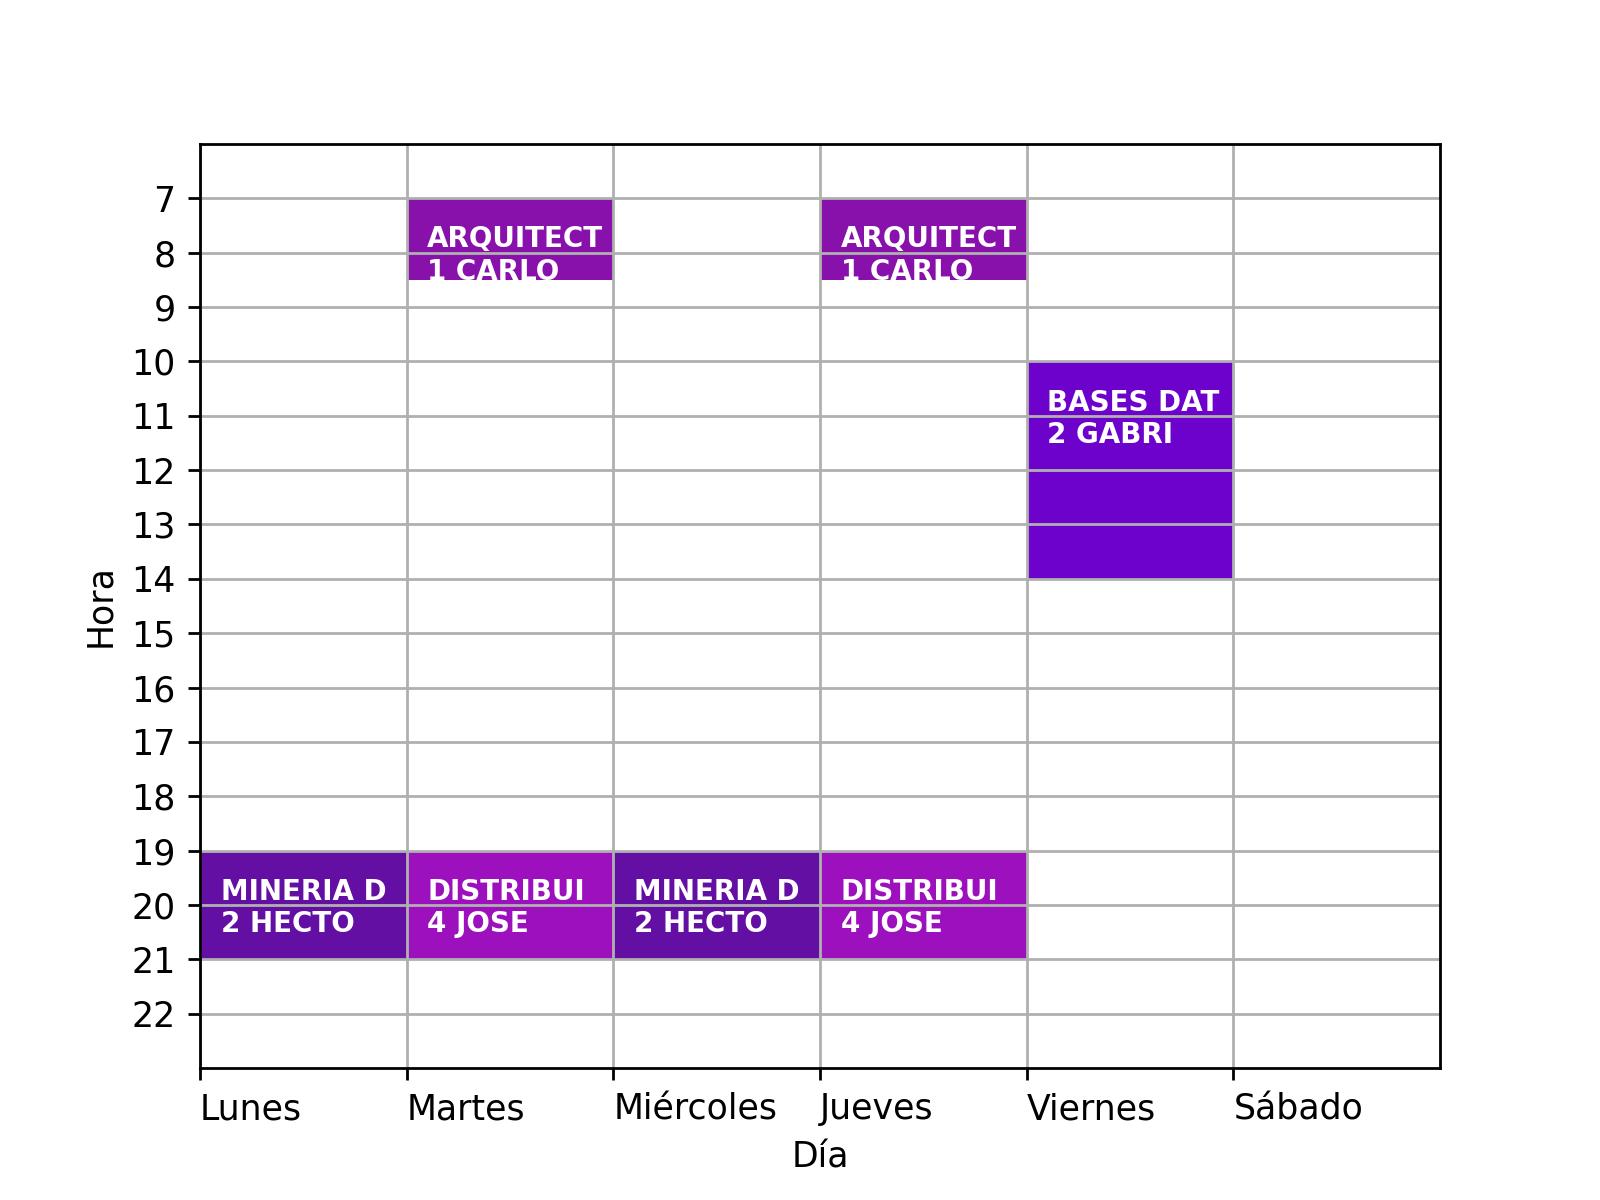 7
8
9
10
11
12
13
14
15
16
17
18
19
20
21
22
Hora
ARQUITECT
1 CARLO
ARQUITECT
1 CARLO
BASES DAT
2 GABRI
MINERIA D
2 HECTO
DISTRIBUI
4 JOSE
MINERIA D
2 HECTO
DISTRIBUI
4 JOSE
Lunes
Martes
Miércoles
Jueves
Viernes
Sábado
Día